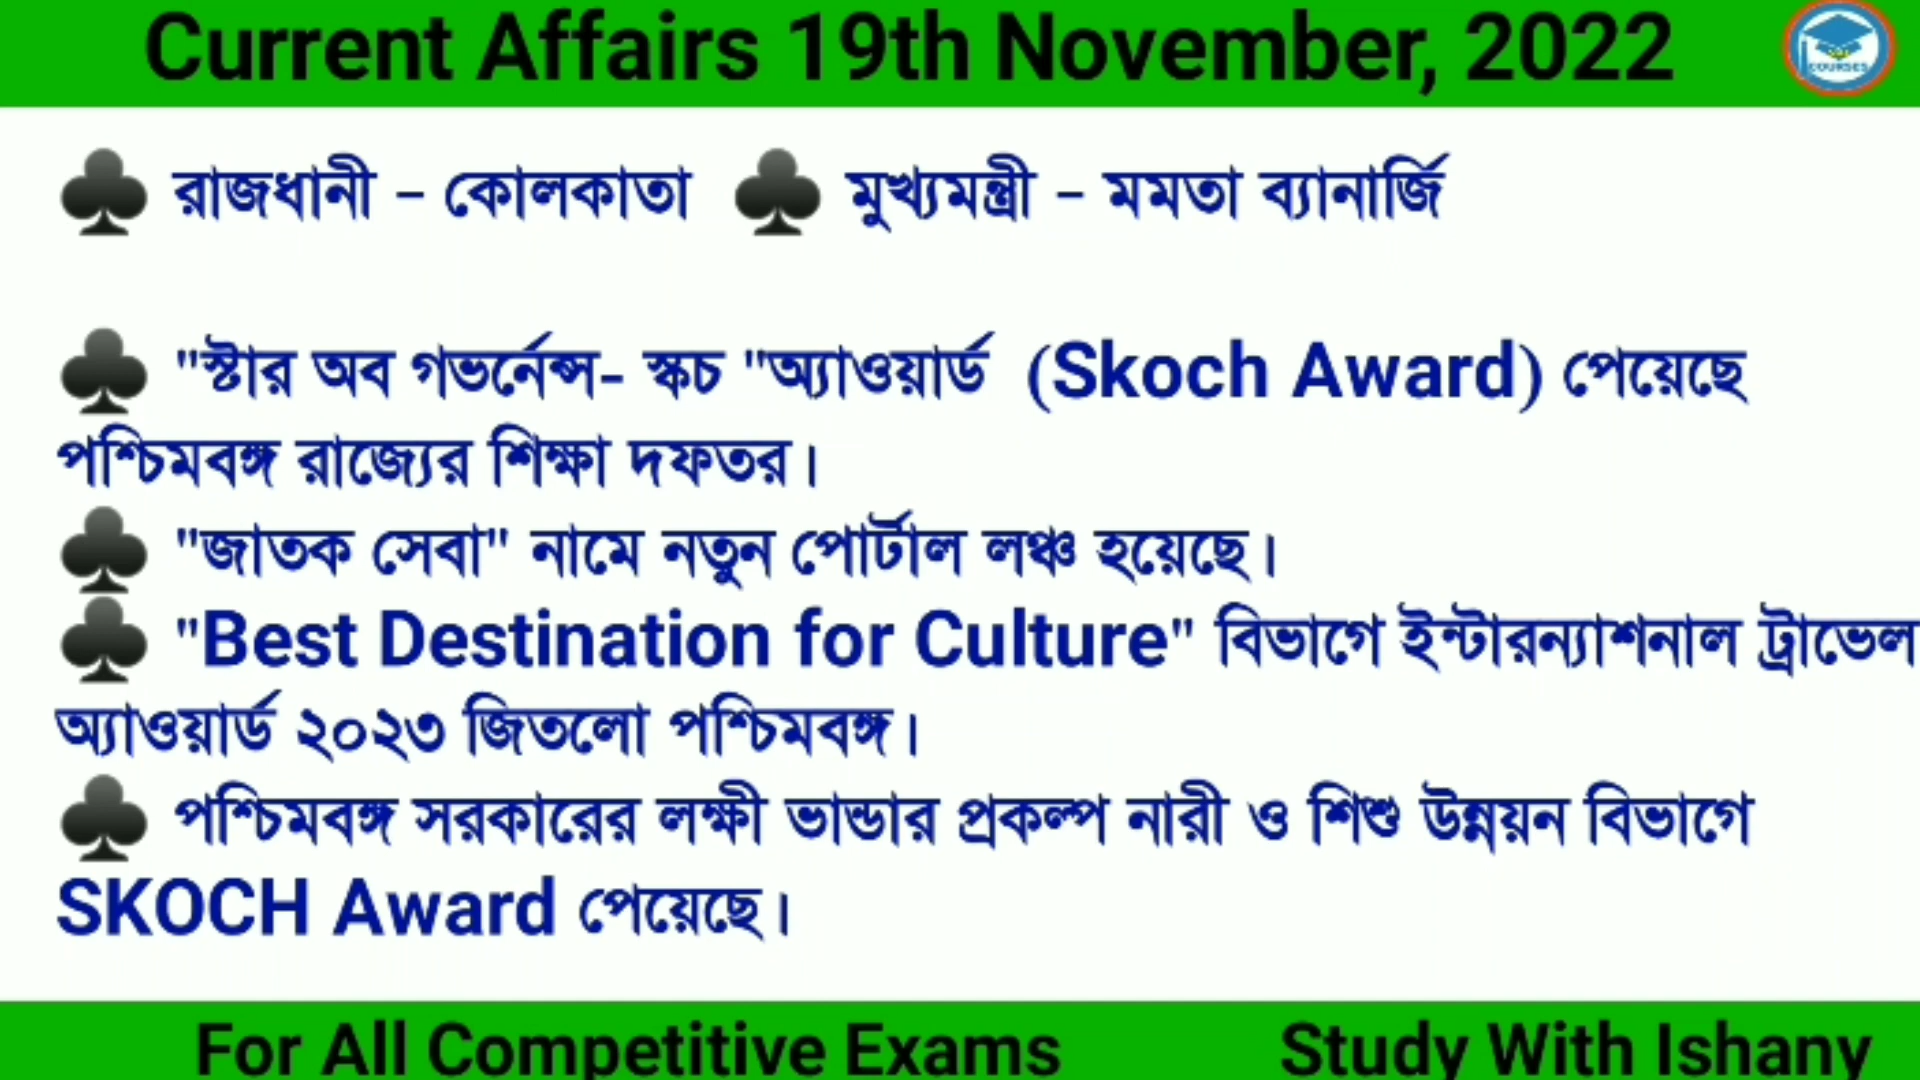 Current Affairs 19th November, 2022
COURSES
♣ রাজধানী - কোলকাতা ♣ মুখ্যমন্ত্রী - মমতা ব্যানার্জি
♣ "স্টার অব গভর্নেন্স- স্কচ "অ্যাওয়ার্ড (Skoch Award) পেয়েছে
পশ্চিমবঙ্গ রাজ্যের শিক্ষা দফতর।
♣ "জাতক সেবা" নামে নতুন পোর্টাল লঞ্চ হয়েছে।
♣ "Best Destination for Culture" বিভাগে ইন্টারন্যাশনাল ট্রাভেল
অ্যাওয়ার্ড ২০২৩ জিতলো পশ্চিমবঙ্গ।
♣ পশ্চিমবঙ্গ সরকারের লক্ষী ভান্ডার প্রকল্প নারী ও শিশু উন্নয়ন বিভাগে
SKOCH Award পেয়েছে।
For All Competitive Exams Study With Ishany